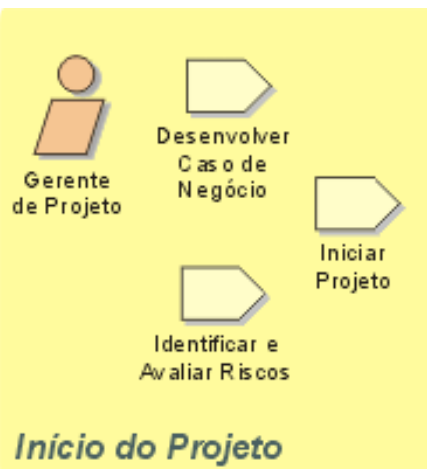 Gerente
de Projeto
Desenvolver
Caso de
Negócio
Iniciar
Projeto
Identificar e
Avaliar Riscos
Início do Projeto